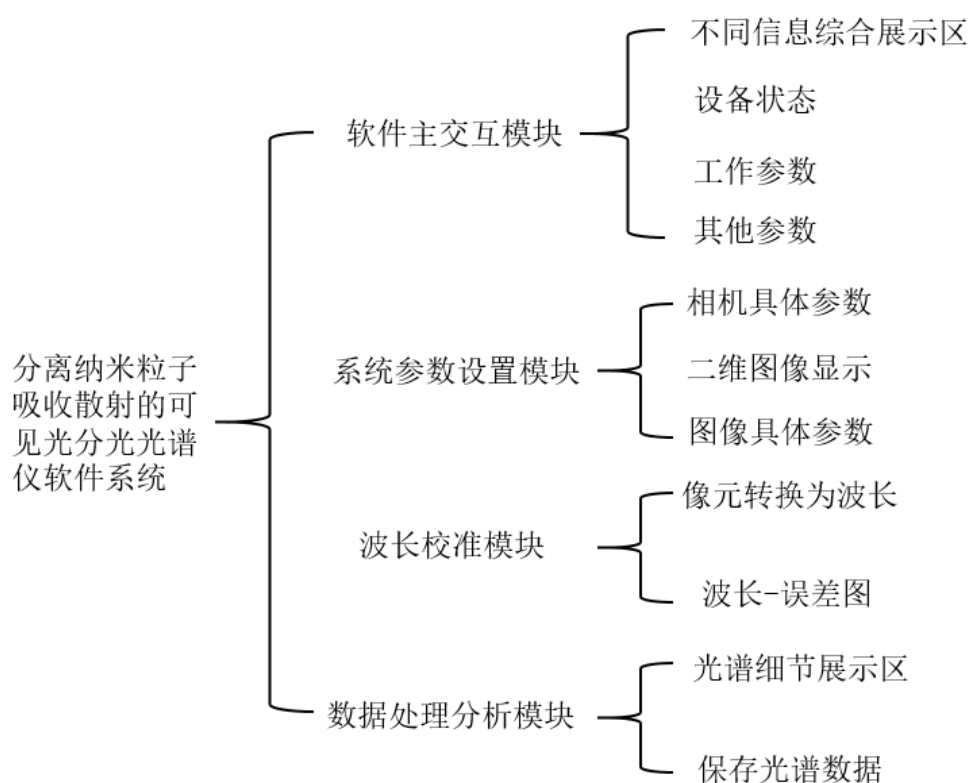 不同信息综合展示区
设备状态
软件主交互模块
工作参数
其他参数
相机具体参数
分离纳米粒子
吸收散射的可
见光分光光谱
仪软件系统
系统参数设置模块
二维图像显示
图像具体参数
像元转换为波长
波长校准模块
波长-误差图
光谱细节展示区
数据处理分析模块
保存光谱数据